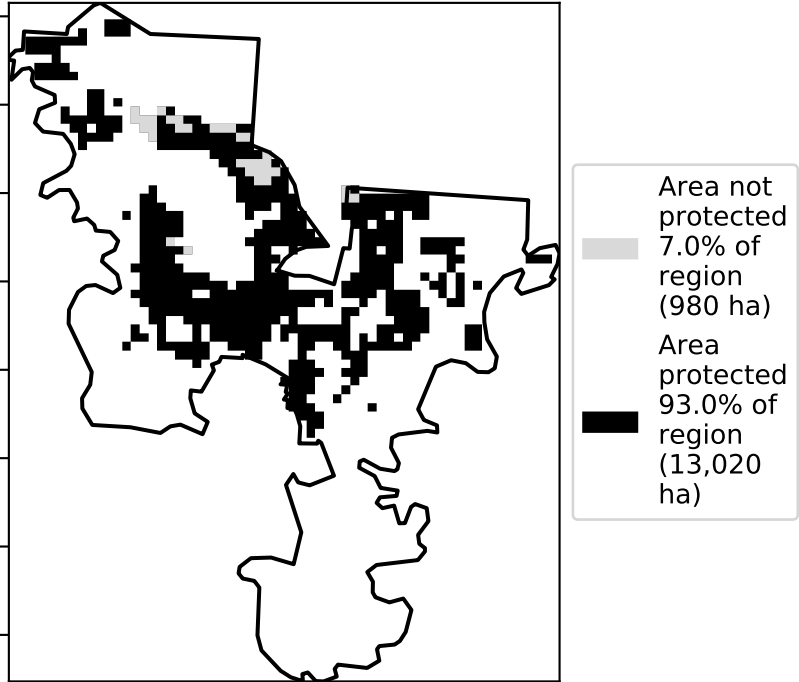 Area not
protected
7.0% of
region
(980 ha)
Area
protected
93.0% of
region
(13,020
ha)